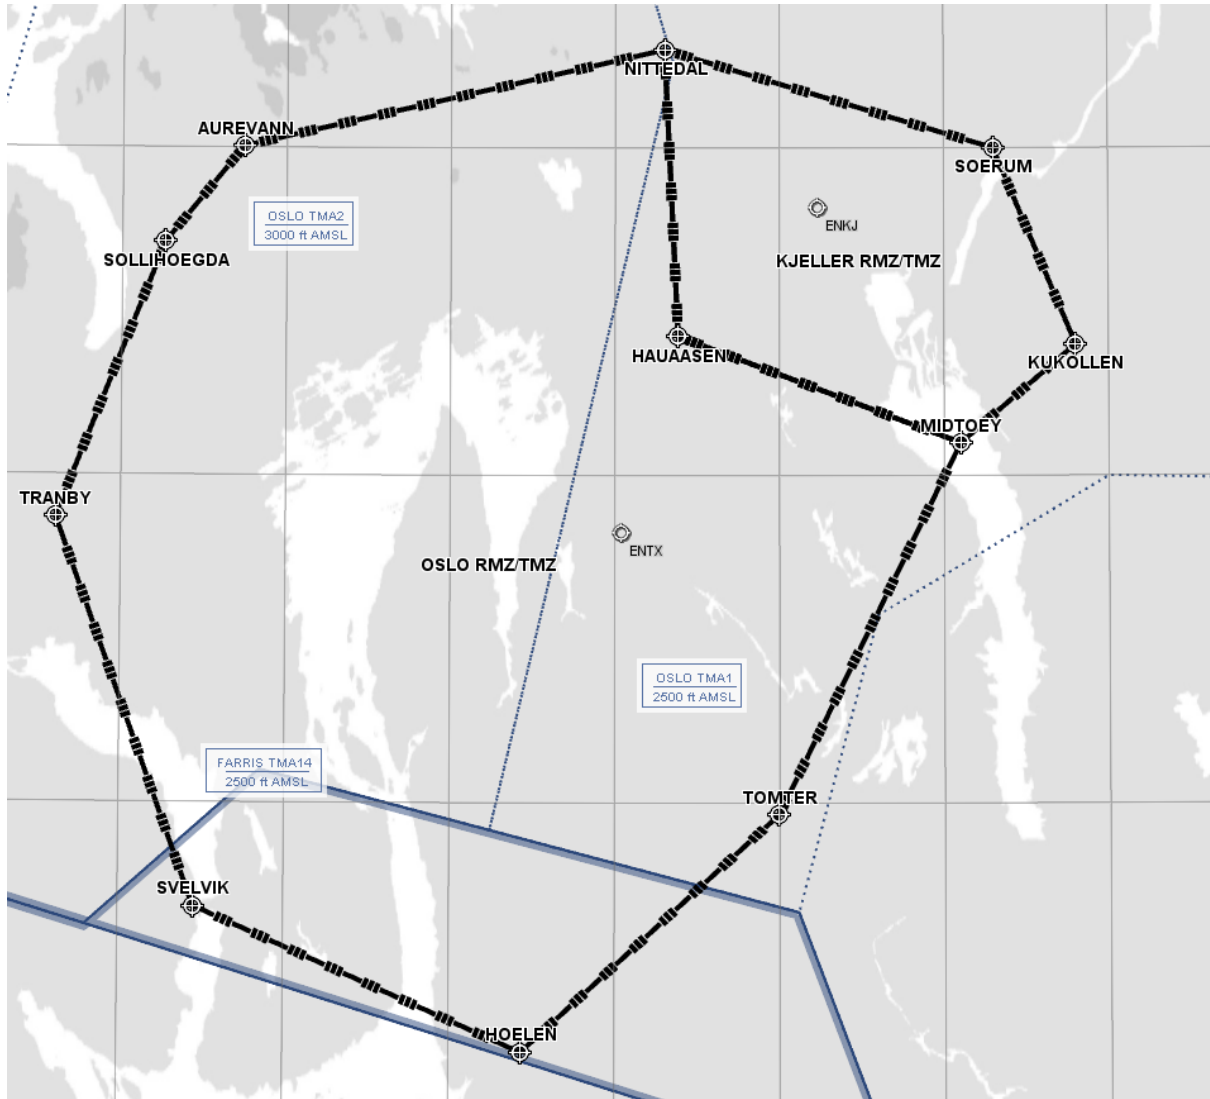 NITTEDAL
AUREVANN
SOERUM
OSLO TMA2
3000 ft AMSL
ENKJ
SOLLIHOEGDA
KJELLER RMZ/TMZ
HAUAASEN
KUKOLLEN
MIDTOEY
TRANBY
ENTX
OSLO RMZ/TMZ
OSLO TMA1
2500 ft AMSL
FARRIS TMA14
2500 ft AMSL
TOMTER
SVELVIK
HOELEN